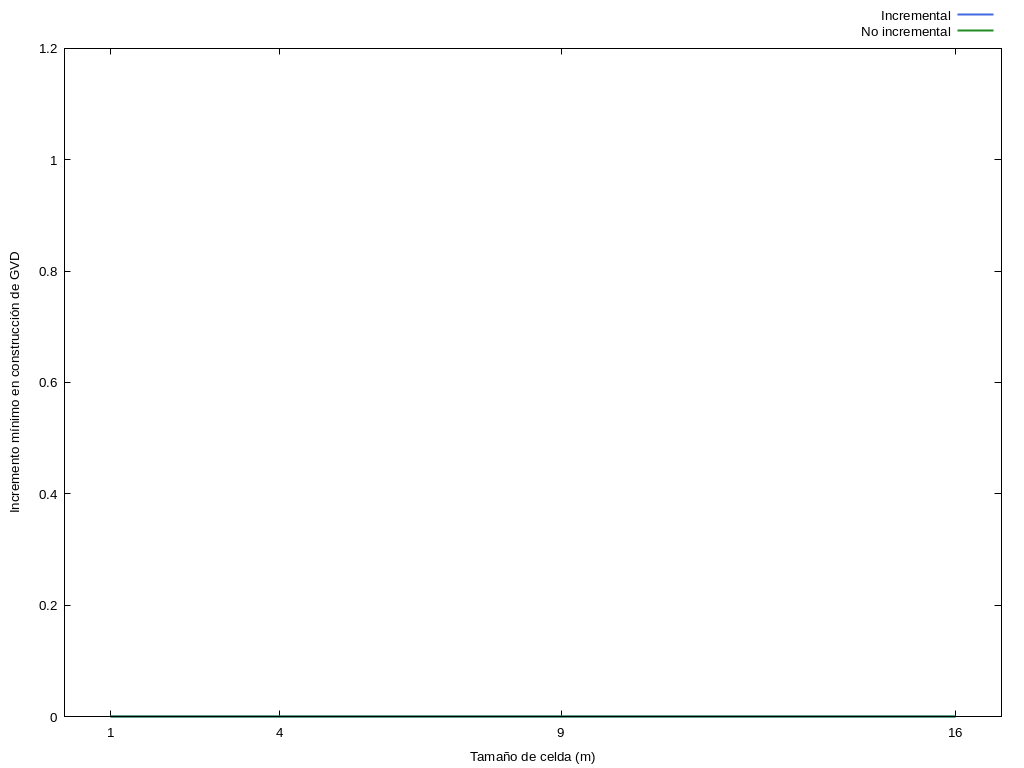 Incremental
No incremental
1.2
1
0.8
0.6
0.4
0.2
0
Incremento mínimo en construcción de GVD
1 4 9 16
Tamaño de celda (m)